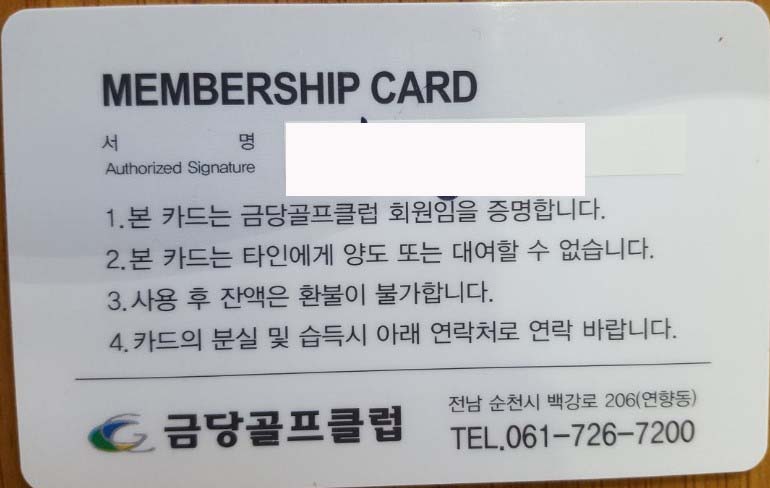 MEMBERSHIP CARD
서 명
Authorized Signature
1.본 카드는 금당골프클럽 회원임을 증명합니다.
2.본 카드는 타인에게 양도 또는 대여할 수 없습니다.
3.사용 후 잔액은 환불이 불가합니다.
4.카드의 분실 및 습득시 아래 연락처로 연락 바랍니다.
금당골프클럽
전남 순천시 백강로 206(연향동)
TEL.061-726-7200